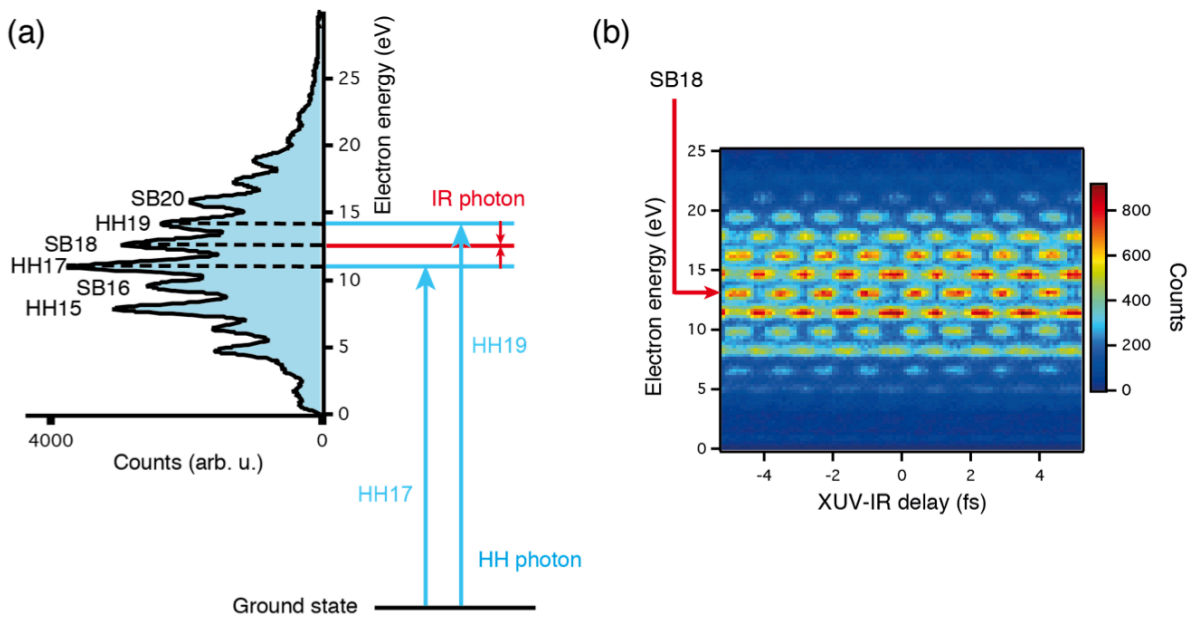 (a)
Electron energy (eV)
25
20
15
10
5
0
SB20
HH19
SB18
HH17
SB16
HH15
IR photon
4000
0
Counts (arb. u.)
HH19
HH17
HH photon
Ground state
(b)
SB18
Electron energy (eV)
25
20
15
10
5
0
-4
-2
0
2
4
XUV-IR delay (fs)
800
600
400
200
0
Counts